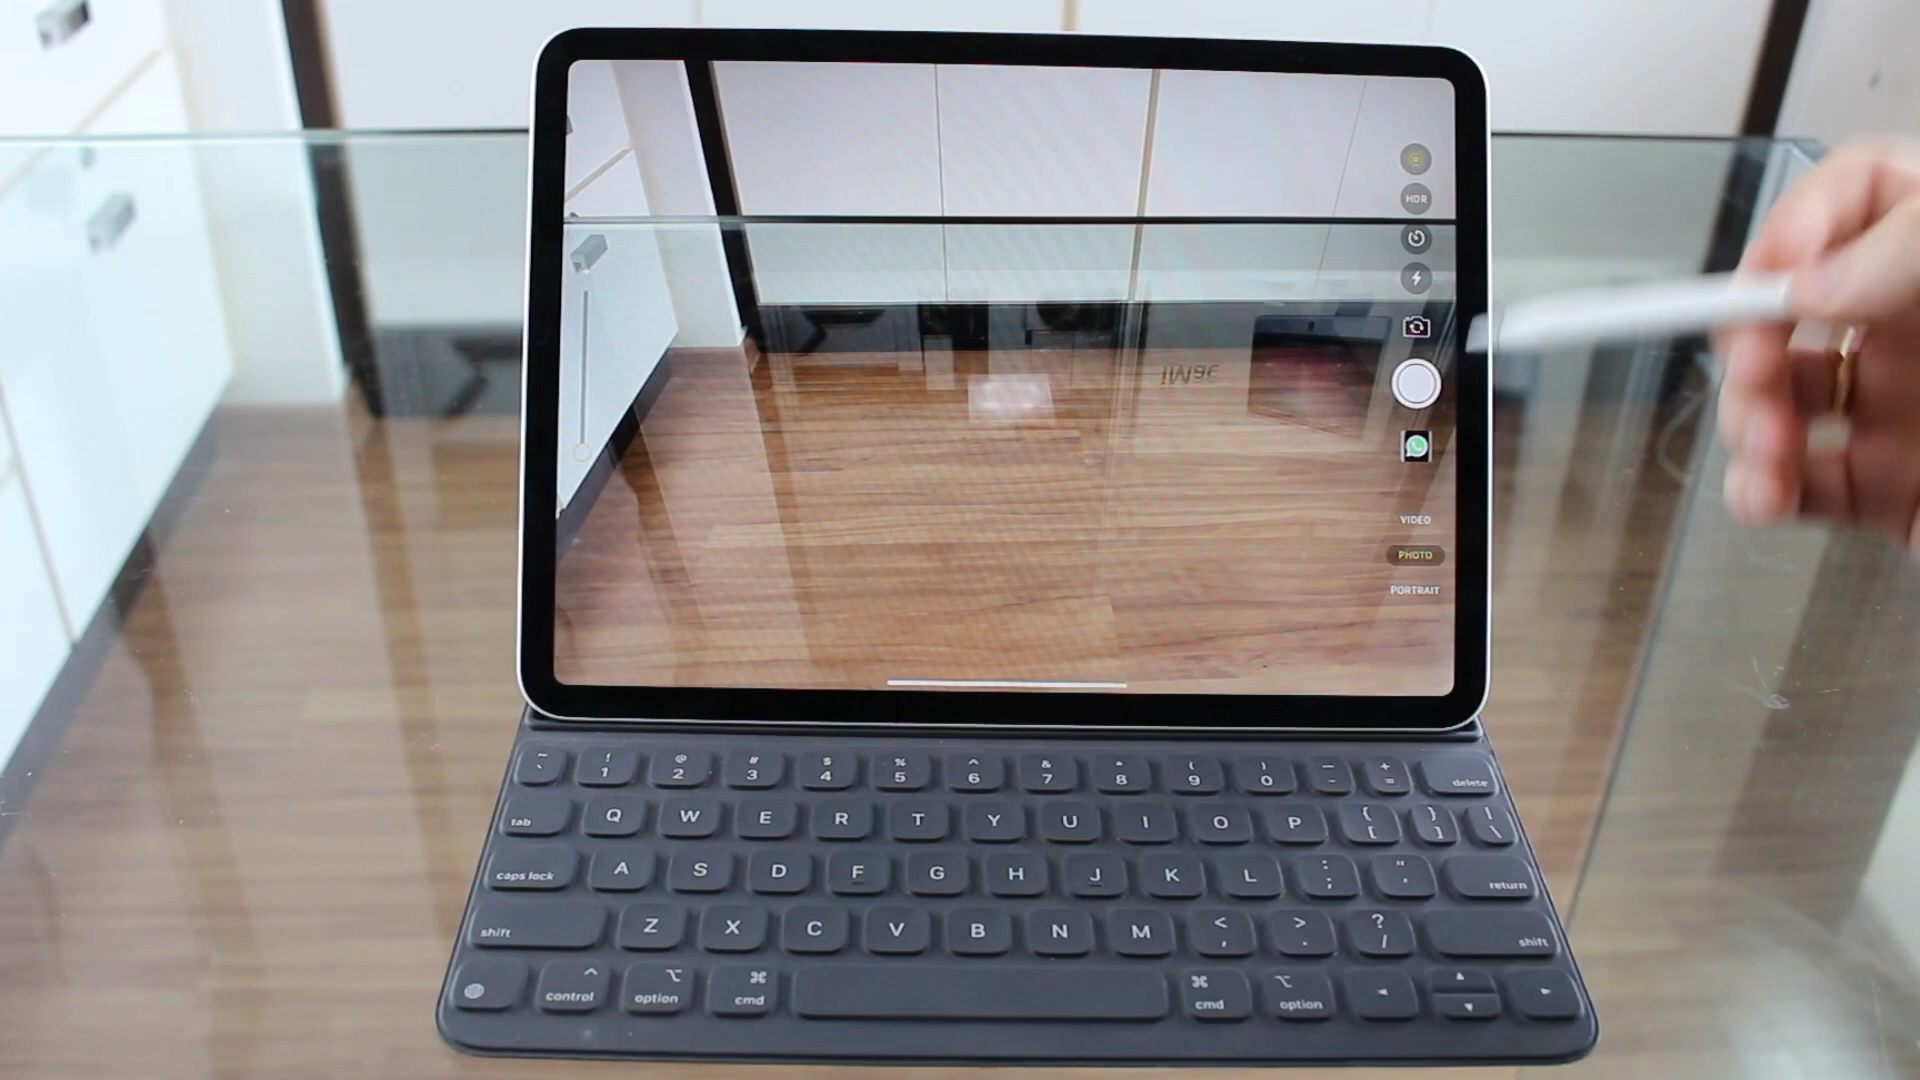 HDR
iMac
VIDEO
PHOTO
PORTRAIT
~ ! @ # $ % ^ & * ( ) _ +
` 1 2 3 4 5 6 7 8 9 0 - = delete
tab Q W E R T Y U I O P { [ } ] | \
caps lock A S D F G H J K L : ; " ' return
shift Z X C V B N M < , > . ? / shift
^ ⌥ ⌘ ⌘ ⌥
control option cmd cmd option